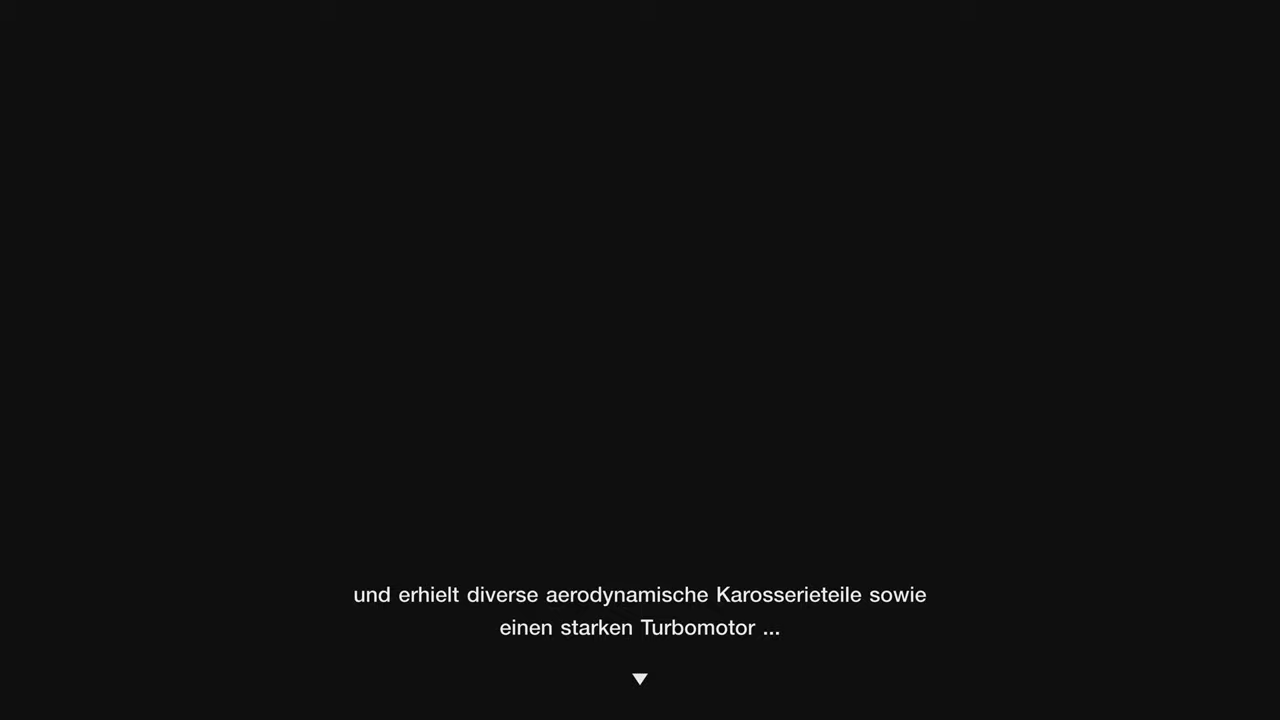 und erhielt diverse aerodynamische Karosserieteile sowie
einen starken Turbomotor ...